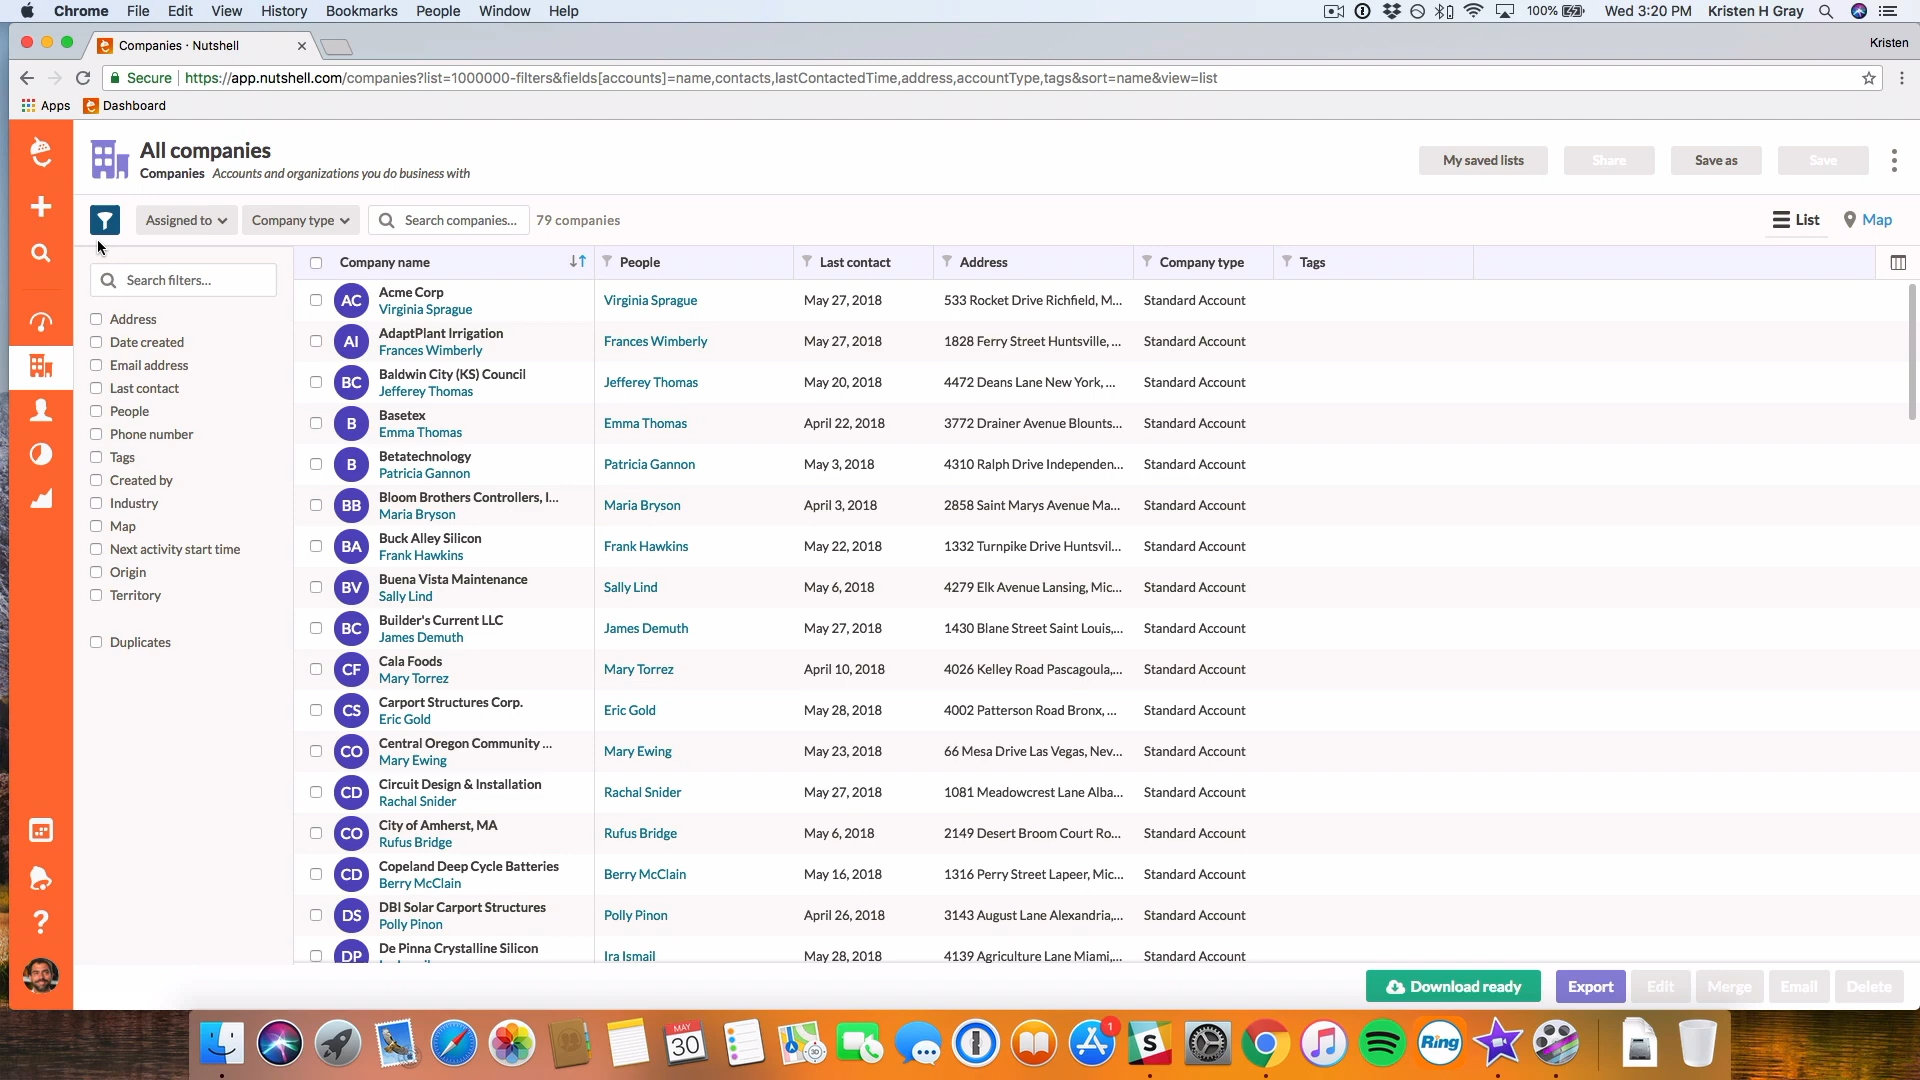 Chrome File Edit View History Bookmarks People Window Help 100% Wed 3:20 PM Kristen H Gray
Companies · Nutshell
Kristen
Secure https://app.nutshell.com/companies?list=1000000-filters&fields[accounts]=name,contacts,lastContactedTime,address,accountType,tags&sort=name&view=list
Apps Dashboard
All companies
Companies Accounts and organizations you do business with
My saved lists Share Save as Save
Assigned to Company type Search companies... 79 companies List Map
Search filters...
Address
Date created
Email address
Last contact
People
Phone number
Tags
Created by
Industry
Map
Next activity start time
Origin
Territory
Duplicates
Company name People Last contact Address Company type Tags
AC Acme Corp Virginia Sprague May 27, 2018 533 Rocket Drive Richfield, M... Standard Account
Virginia Sprague
AI AdaptPlant Irrigation Frances Wimberly May 27, 2018 1828 Ferry Street Huntsville, ... Standard Account
Frances Wimberly
BC Baldwin City (KS) Council Jefferey Thomas May 20, 2018 4472 Deans Lane New York, ... Standard Account
Jefferey Thomas
B Basetex Emma Thomas April 22, 2018 3772 Drainer Avenue Blounts... Standard Account
Emma Thomas
B Betatechnology Patricia Gannon May 3, 2018 4310 Ralph Drive Independen... Standard Account
Patricia Gannon
BB Bloom Brothers Controllers, I... Maria Bryson April 3, 2018 2858 Saint Marys Avenue Ma... Standard Account
Maria Bryson
BA Buck Alley Silicon Frank Hawkins May 22, 2018 1332 Turnpike Drive Huntsvil... Standard Account
Frank Hawkins
BV Buena Vista Maintenance Sally Lind May 6, 2018 4279 Elk Avenue Lansing, Mic... Standard Account
Sally Lind
BC Builder's Current LLC James Demuth May 27, 2018 1430 Blane Street Saint Louis,... Standard Account
James Demuth
CF Cala Foods Mary Torrez April 10, 2018 4026 Kelley Road Pascagoula,... Standard Account
Mary Torrez
CS Carport Structures Corp. Eric Gold May 28, 2018 4002 Patterson Road Bronx, ... Standard Account
Eric Gold
CO Central Oregon Community ... Mary Ewing May 23, 2018 66 Mesa Drive Las Vegas, Nev... Standard Account
Mary Ewing
CD Circuit Design & Installation Rachal Snider May 27, 2018 1081 Meadowcrest Lane Alba... Standard Account
Rachal Snider
CO City of Amherst, MA Rufus Bridge May 6, 2018 2149 Desert Broom Court Ro... Standard Account
Rufus Bridge
CD Copeland Deep Cycle Batteries Berry McClain May 16, 2018 1316 Perry Street Lapeer, Mic... Standard Account
Berry McClain
DS DBI Solar Carport Structures Polly Pinon April 26, 2018 3143 August Lane Alexandria,... Standard Account
Polly Pinon
DP De Pinna Crystalline Silicon Ira Ismail May 28, 2018 4139 Agriculture Lane Miami,... Standard Account
Download ready Export Edit Merge Email Delete
MAY
30
3D
1
S
Ring